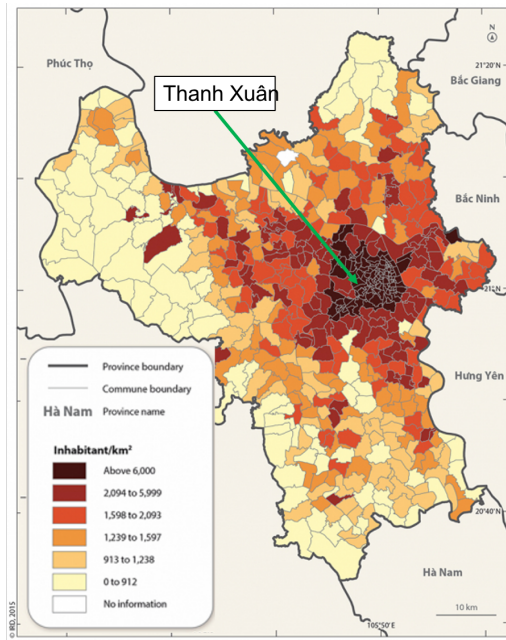 N
Phúc Thọ
21°20' N
Bắc Giang
Thanh Xuân
Bắc Ninh
21° N
Province boundary
Commune boundary
Hà Nam Province name
Hưng Yên
Inhabitant/km²
Above 6,000
2,094 to 5,999
1,598 to 2,093
1,239 to 1,597
913 to 1,238
0 to 912
No information
20°40' N
Hà Nam
10 km
105°50' E
© IRD, 2015